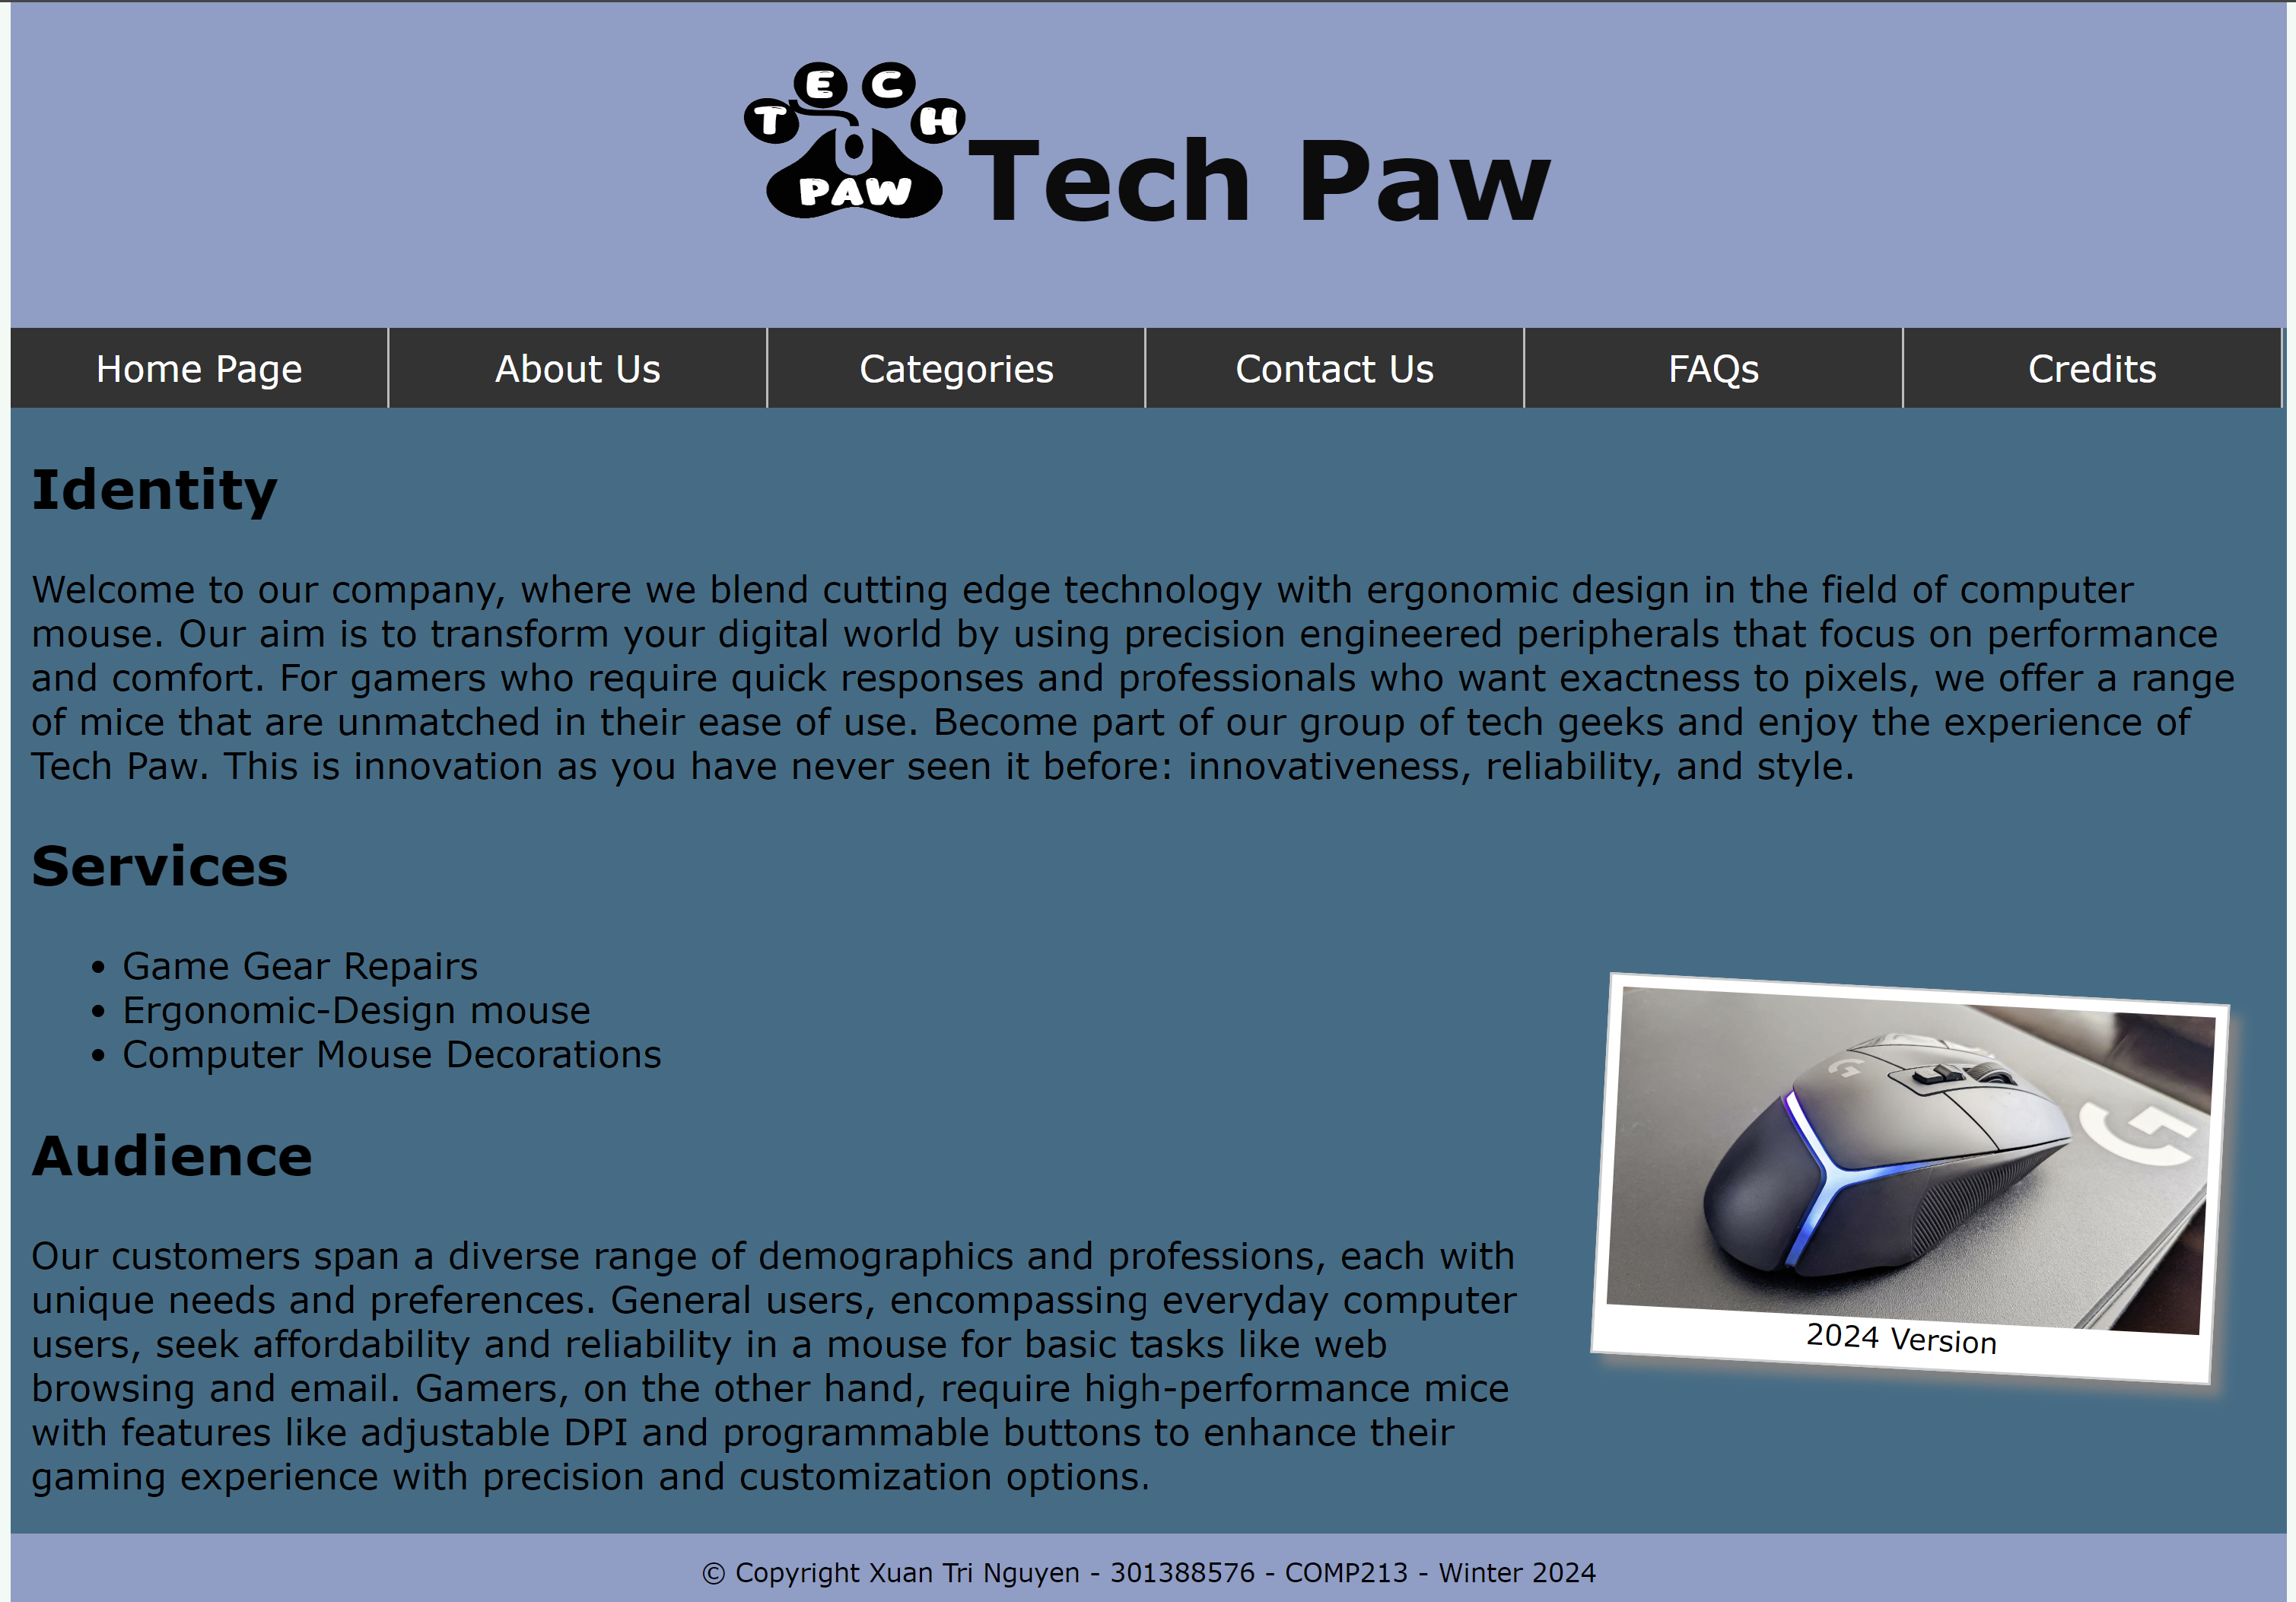 TECH
PAW
Tech Paw
Home Page
About Us
Categories
Contact Us
FAQs
Credits
Identity
Welcome to our company, where we blend cutting edge technology with ergonomic design in the field of computer
mouse. Our aim is to transform your digital world by using precision engineered peripherals that focus on performance
and comfort. For gamers who require quick responses and professionals who want exactness to pixels, we offer a range
of mice that are unmatched in their ease of use. Become part of our group of tech geeks and enjoy the experience of
Tech Paw. This is innovation as you have never seen it before: innovativeness, reliability, and style.
Services
• Game Gear Repairs
• Ergonomic-Design mouse
• Computer Mouse Decorations
Audience
Our customers span a diverse range of demographics and professions, each with
unique needs and preferences. General users, encompassing everyday computer
users, seek affordability and reliability in a mouse for basic tasks like web
browsing and email. Gamers, on the other hand, require high-performance mice
with features like adjustable DPI and programmable buttons to enhance their
gaming experience with precision and customization options.
2024 Version
© Copyright Xuan Tri Nguyen - 301388576 - COMP213 - Winter 2024